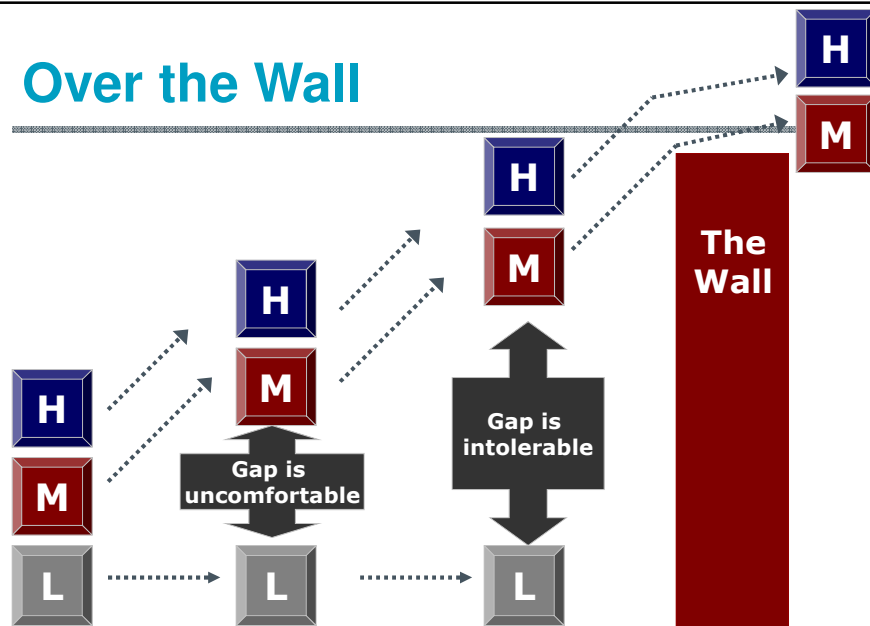 Over the Wall
H
M
H
M
The
Wall
H
M
H
M
Gap is
uncomfortable
Gap is
intolerable
L
L
L